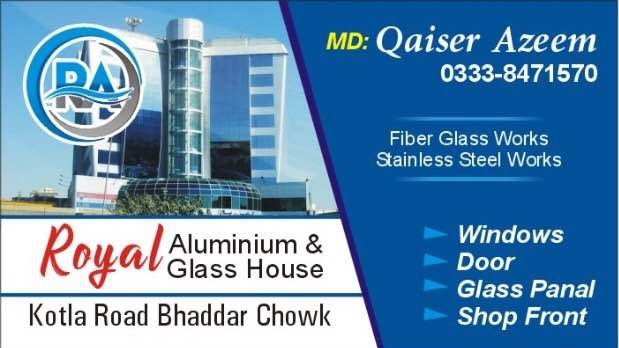 RA
MD: Qaiser Azeem
0333-8471570
Fiber Glass Works
Stainless Steel Works
Royal Aluminium &
Glass House
Kotla Road Bhaddar Chowk
Windows
Door
Glass Panal
Shop Front